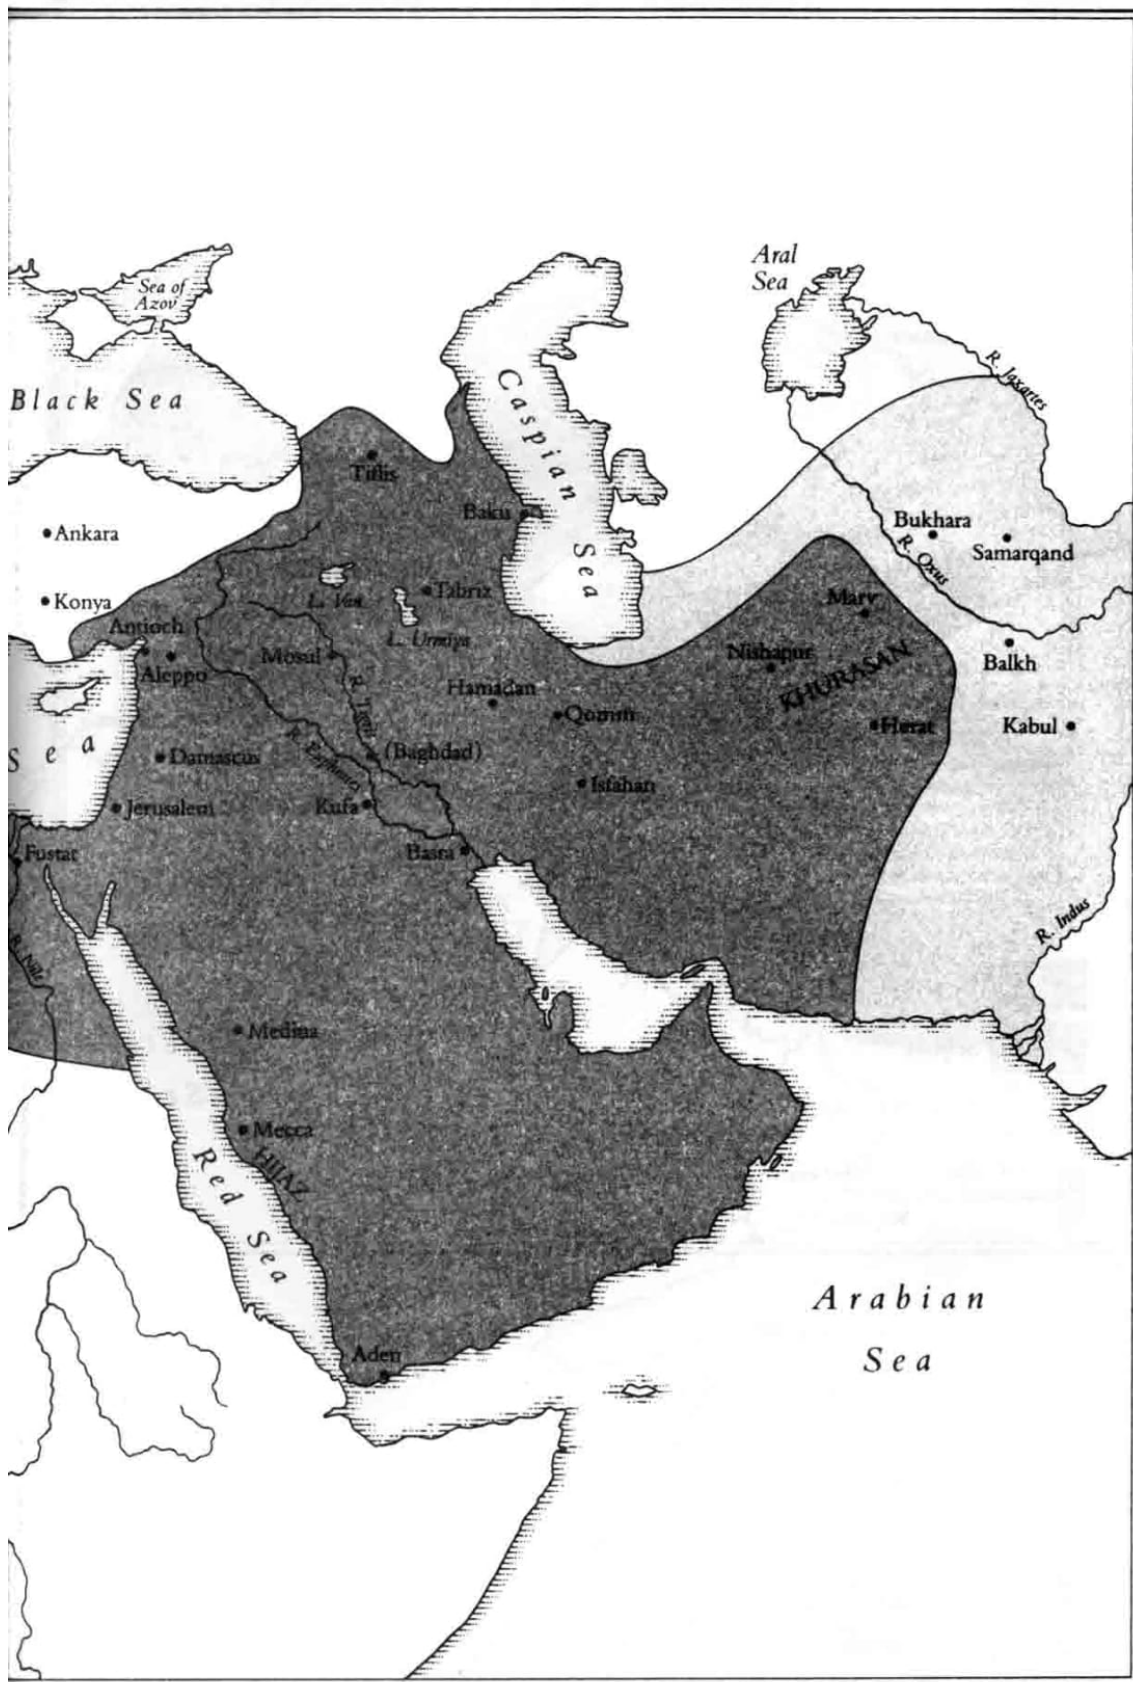 Aral
Sea
Sea of
Azov
R. Jaxartes
Black Sea
Caspian
Sea
Tiflis
Baku
Bukhara
Ankara
Samarqand
R. Oxus
L. Van
Tabriz
Konya
Marv
Antioch
L. Urmiya
Mosul
Nishapur
KHURASAN
Balkh
Aleppo
Hamadan
R. Tigris
Qomm
Herat
Kabul
Sea
Damascus
R. Euphrates
(Baghdad)
Isfahan
Jerusalem
Kufa
Fustat
Basra
R. Indus
R. Nile
Medina
Mecca
HIJAZ
Red Sea
Arabian
Sea
Aden